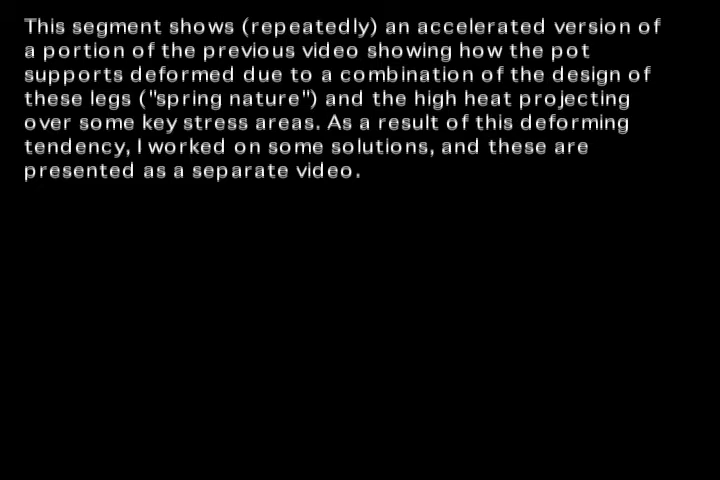 This segment shows (repeatedly) an accelerated version of
a portion of the previous video showing how the pot
supports deformed due to a combination of the design of
these legs ("spring nature") and the high heat projecting
over some key stress areas. As a result of this deforming
tendency, I worked on some solutions, and these are
presented as a separate video.